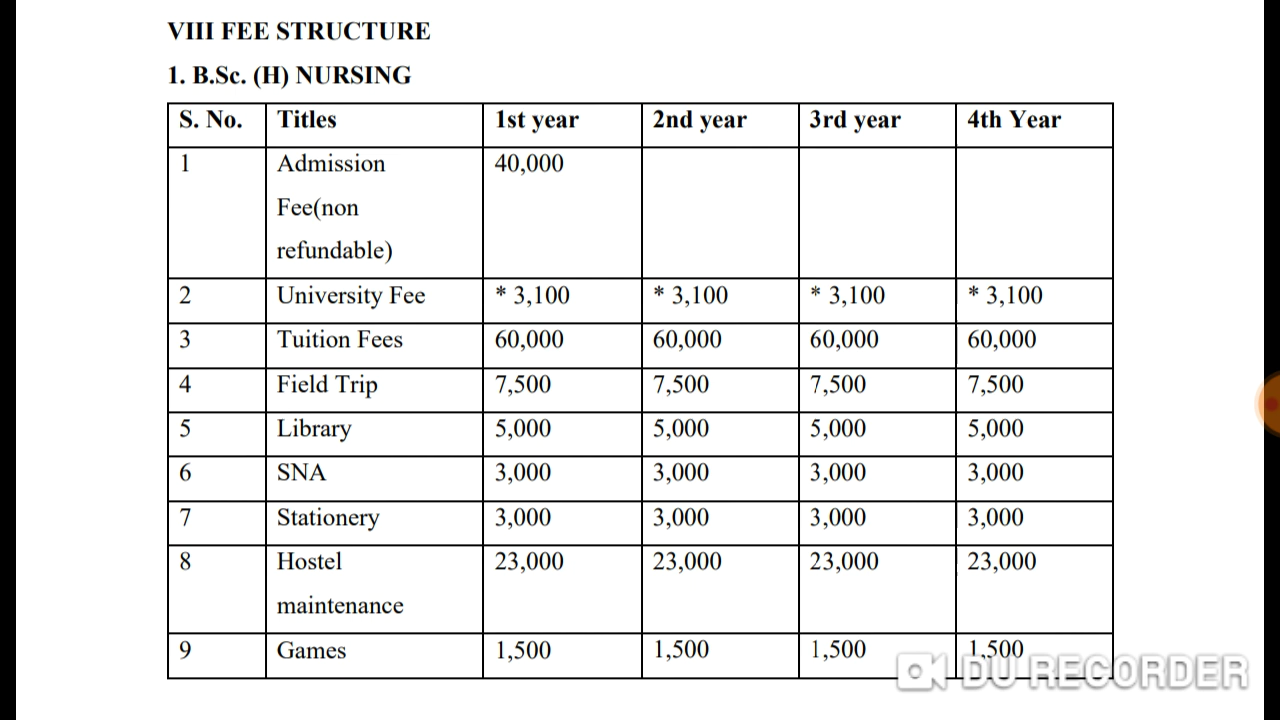 VIII FEE STRUCTURE
1. B.Sc. (H) NURSING
S. No. Titles 1st year 2nd year 3rd year 4th Year
1 Admission 40,000
Fee(non
refundable)
2 University Fee * 3,100 * 3,100 * 3,100 * 3,100
3 Tuition Fees 60,000 60,000 60,000 60,000
4 Field Trip 7,500 7,500 7,500 7,500
5 Library 5,000 5,000 5,000 5,000
6 SNA 3,000 3,000 3,000 3,000
7 Stationery 3,000 3,000 3,000 3,000
8 Hostel 23,000 23,000 23,000 23,000
maintenance
9 Games 1,500 1,500 1,500 1,500
DU RECORDER